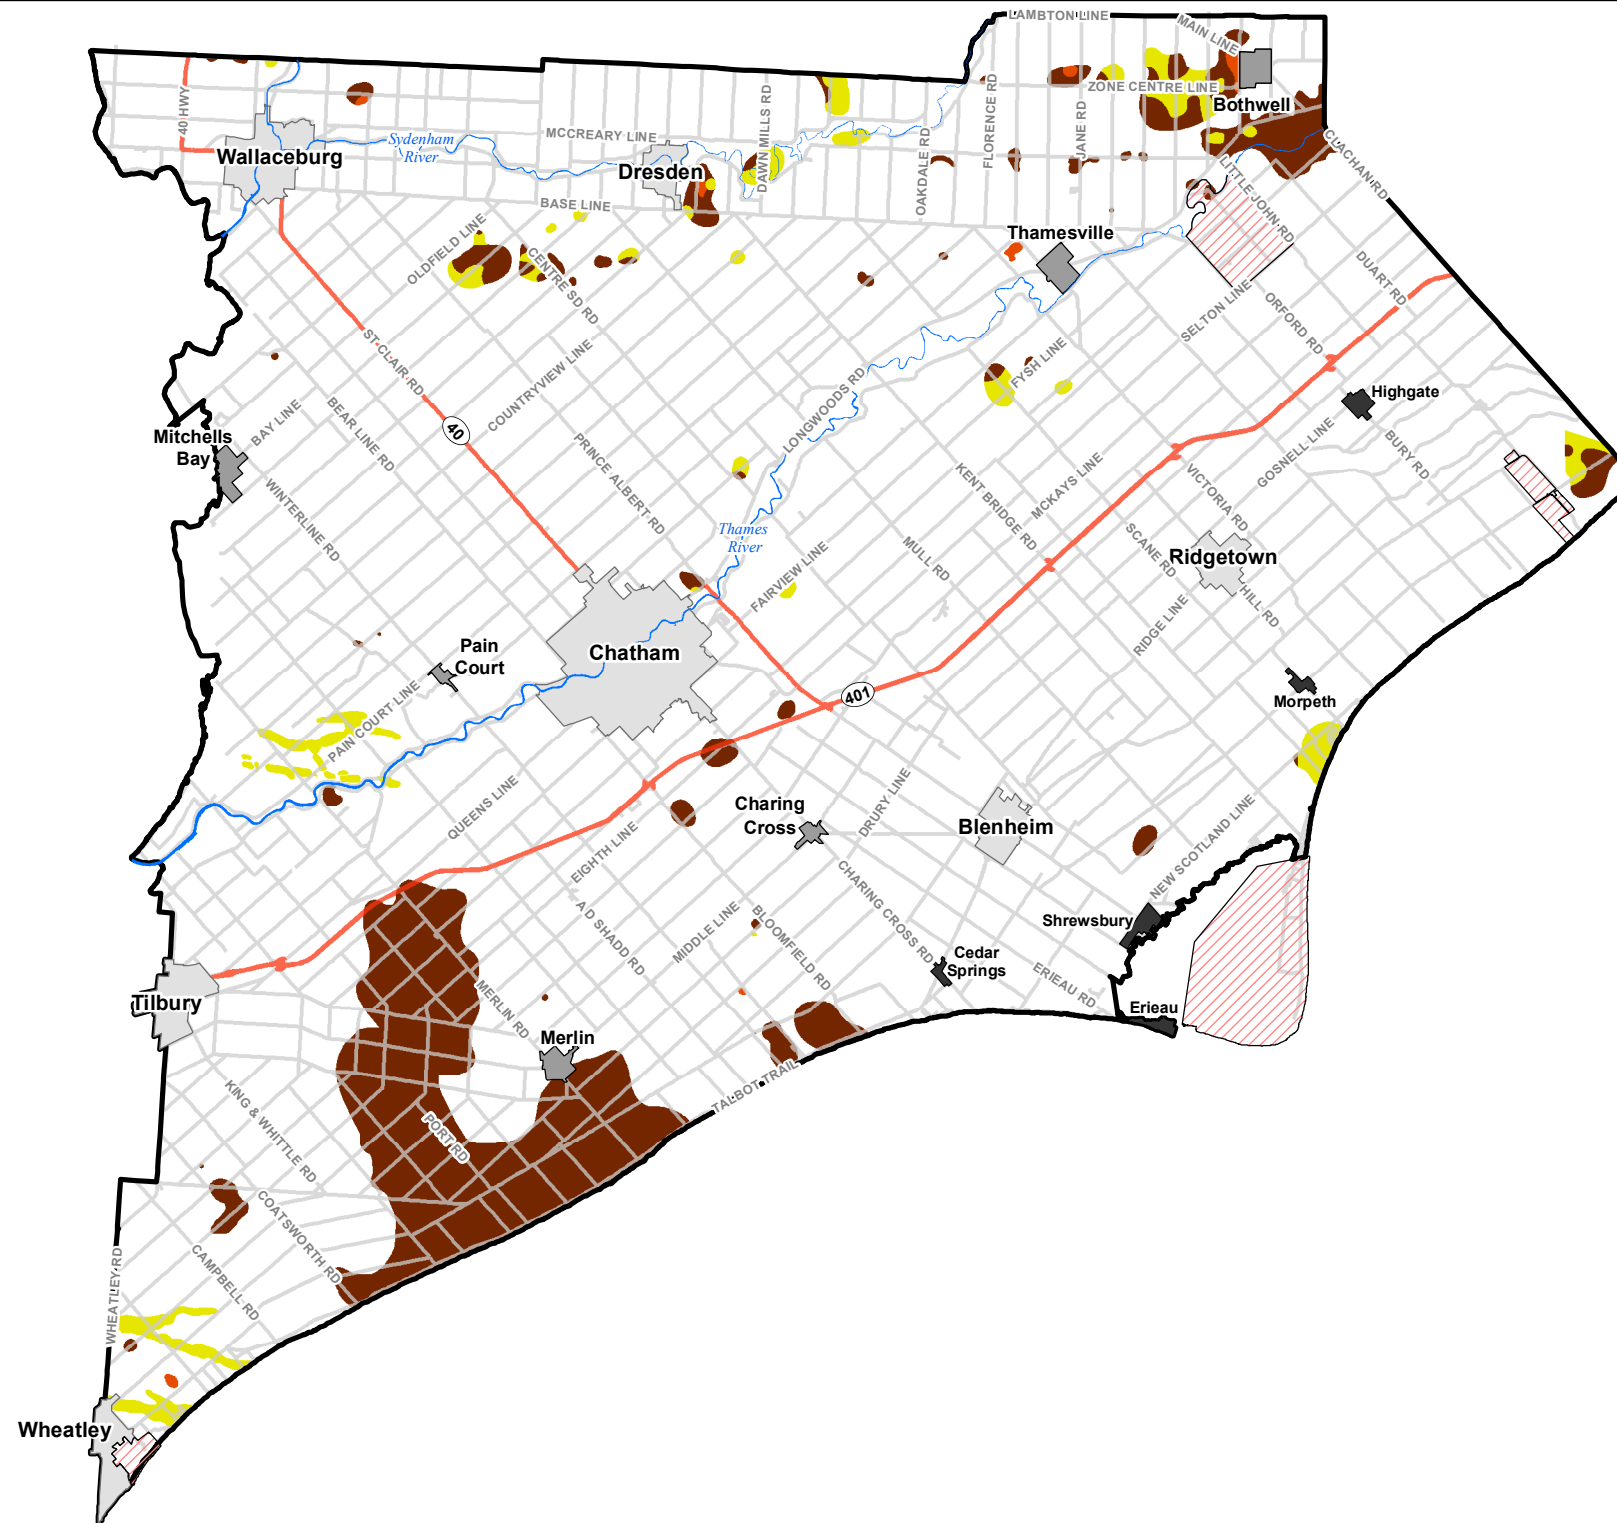 LAMBTON LINE
MAIN LINE
40 HWY
ZONE CENTRE LINE
Bothwell
DAWN MILLS RD
FLORENCE RD
JANE RD
OAKDALE RD
MCCREARY LINE
Sydenham
River
Wallaceburg
Dresden
CLACHAN RD
LITTLE JOHN RD
BASE LINE
OLDFIELD LINE
CENTRE SD RD
Thamesville
DUART RD
SELTON LINE
ORFORD RD
ST CLAIR RD
COUNTRYVIEW LINE
FYSH LINE
LONGWOODS RD
Highgate
BAY LINE
BEAR LINE RD
40
Mitchells
Bay
PRINCE ALBERT RD
GOSNELL LINE
BURY RD
WINTERLINE RD
KENT BRIDGE RD
MCKAYS LINE
VICTORIA RD
SCANE RD
Thames
River
FAIRVIEW LINE
MULL RD
Ridgetown
HILL RD
RIDGE LINE
Pain
Court
Chatham
PAIN COURT LINE
401
Morpeth
QUEENS LINE
EIGHTH LINE
Charing
Cross
DRURY LINE
Blenheim
NEW SCOTLAND LINE
CHARING CROSS RD
A D SHADD RD
MIDDLE LINE
BLOOMFIELD RD
Shrewsbury
Cedar
Springs
ERIEAU RD
Erieau
Tilbury
MERLIN RD
Merlin
TALBOT TRAIL
KING & WHITTLE RD
PORT RD
COATSWORTH RD
CAMPBELL RD
WHEATLEY RD
Wheatley